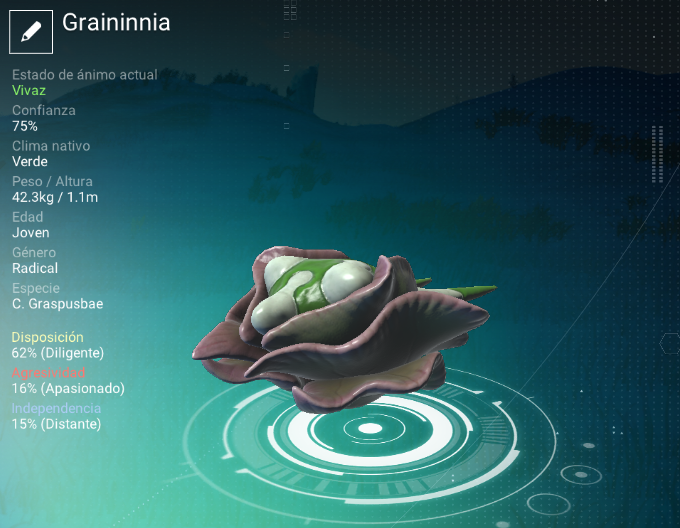 Graininnia
Estado de ánimo actual
Vivaz
Confianza
75%
Clima nativo
Verde
Peso / Altura
42.3kg / 1.1m
Edad
Joven
Género
Radical
Especie
C. Graspusbae
Disposición
62% (Diligente)
Agresividad
16% (Apasionado)
Independencia
15% (Distante)